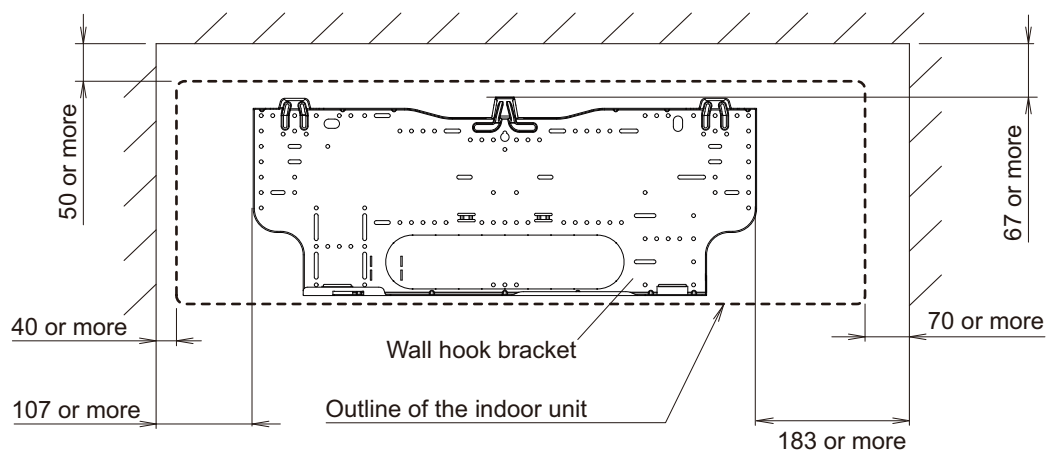 50 or more
67 or more
40 or more
70 or more
Wall hook bracket
107 or more
Outline of the indoor unit
183 or more